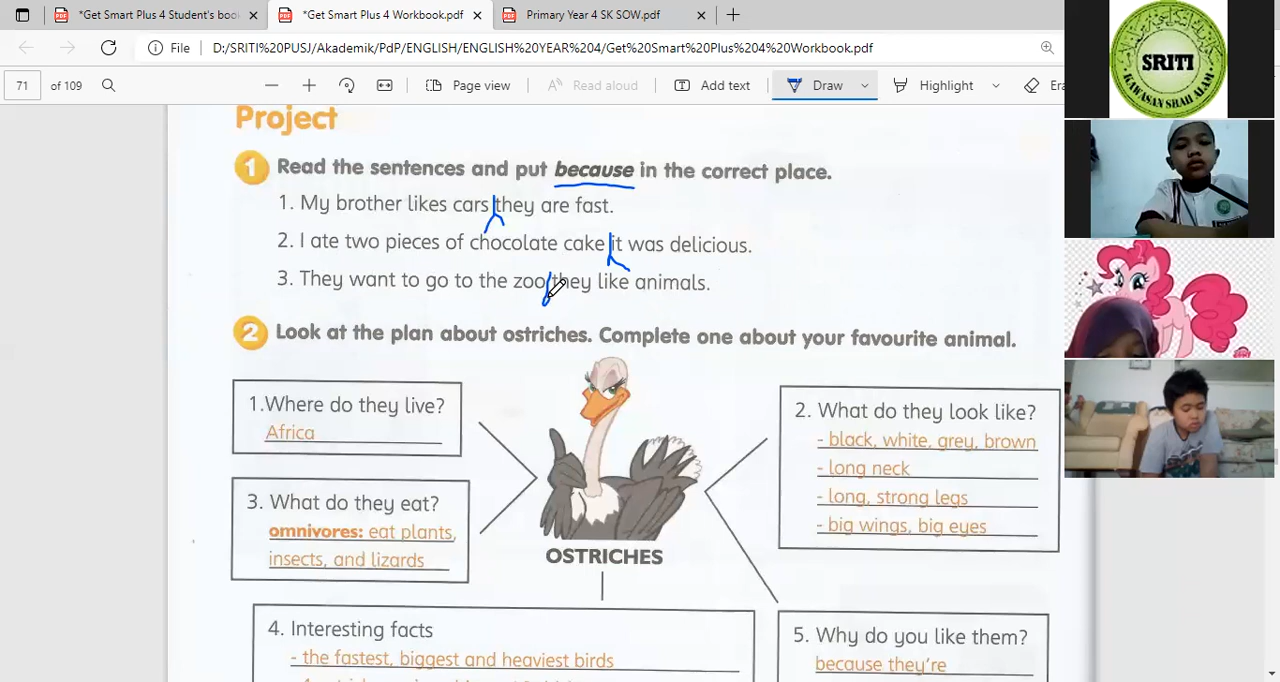 *Get Smart Plus 4 Student's boo
*Get Smart Plus 4 Workbook.pdf
Primary Year 4 SK SOW.pdf
File
D:/SRITI%20PUSJ/Akademik/PdP/ENGLISH/ENGLISH%20YEAR%204/Get%20Smart%20Plus%204%20Workbook.pdf
71 of 109
Page view
Read aloud
Add text
Draw
Highlight
Era
SRITI
KAWASAN SHAH ALAM
Project
1 Read the sentences and put because in the correct place.
1. My brother likes cars they are fast.
2. I ate two pieces of chocolate cake it was delicious.
3. They want to go to the zoo they like animals.
2 Look at the plan about ostriches. Complete one about your favourite animal.
1.Where do they live?
Africa
2. What do they look like?
- black, white, grey, brown
- long neck
- long, strong legs
- big wings, big eyes
3. What do they eat?
omnivores: eat plants,
insects, and lizards
OSTRICHES
4. Interesting facts
- the fastest, biggest and heaviest birds
5. Why do you like them?
because they're